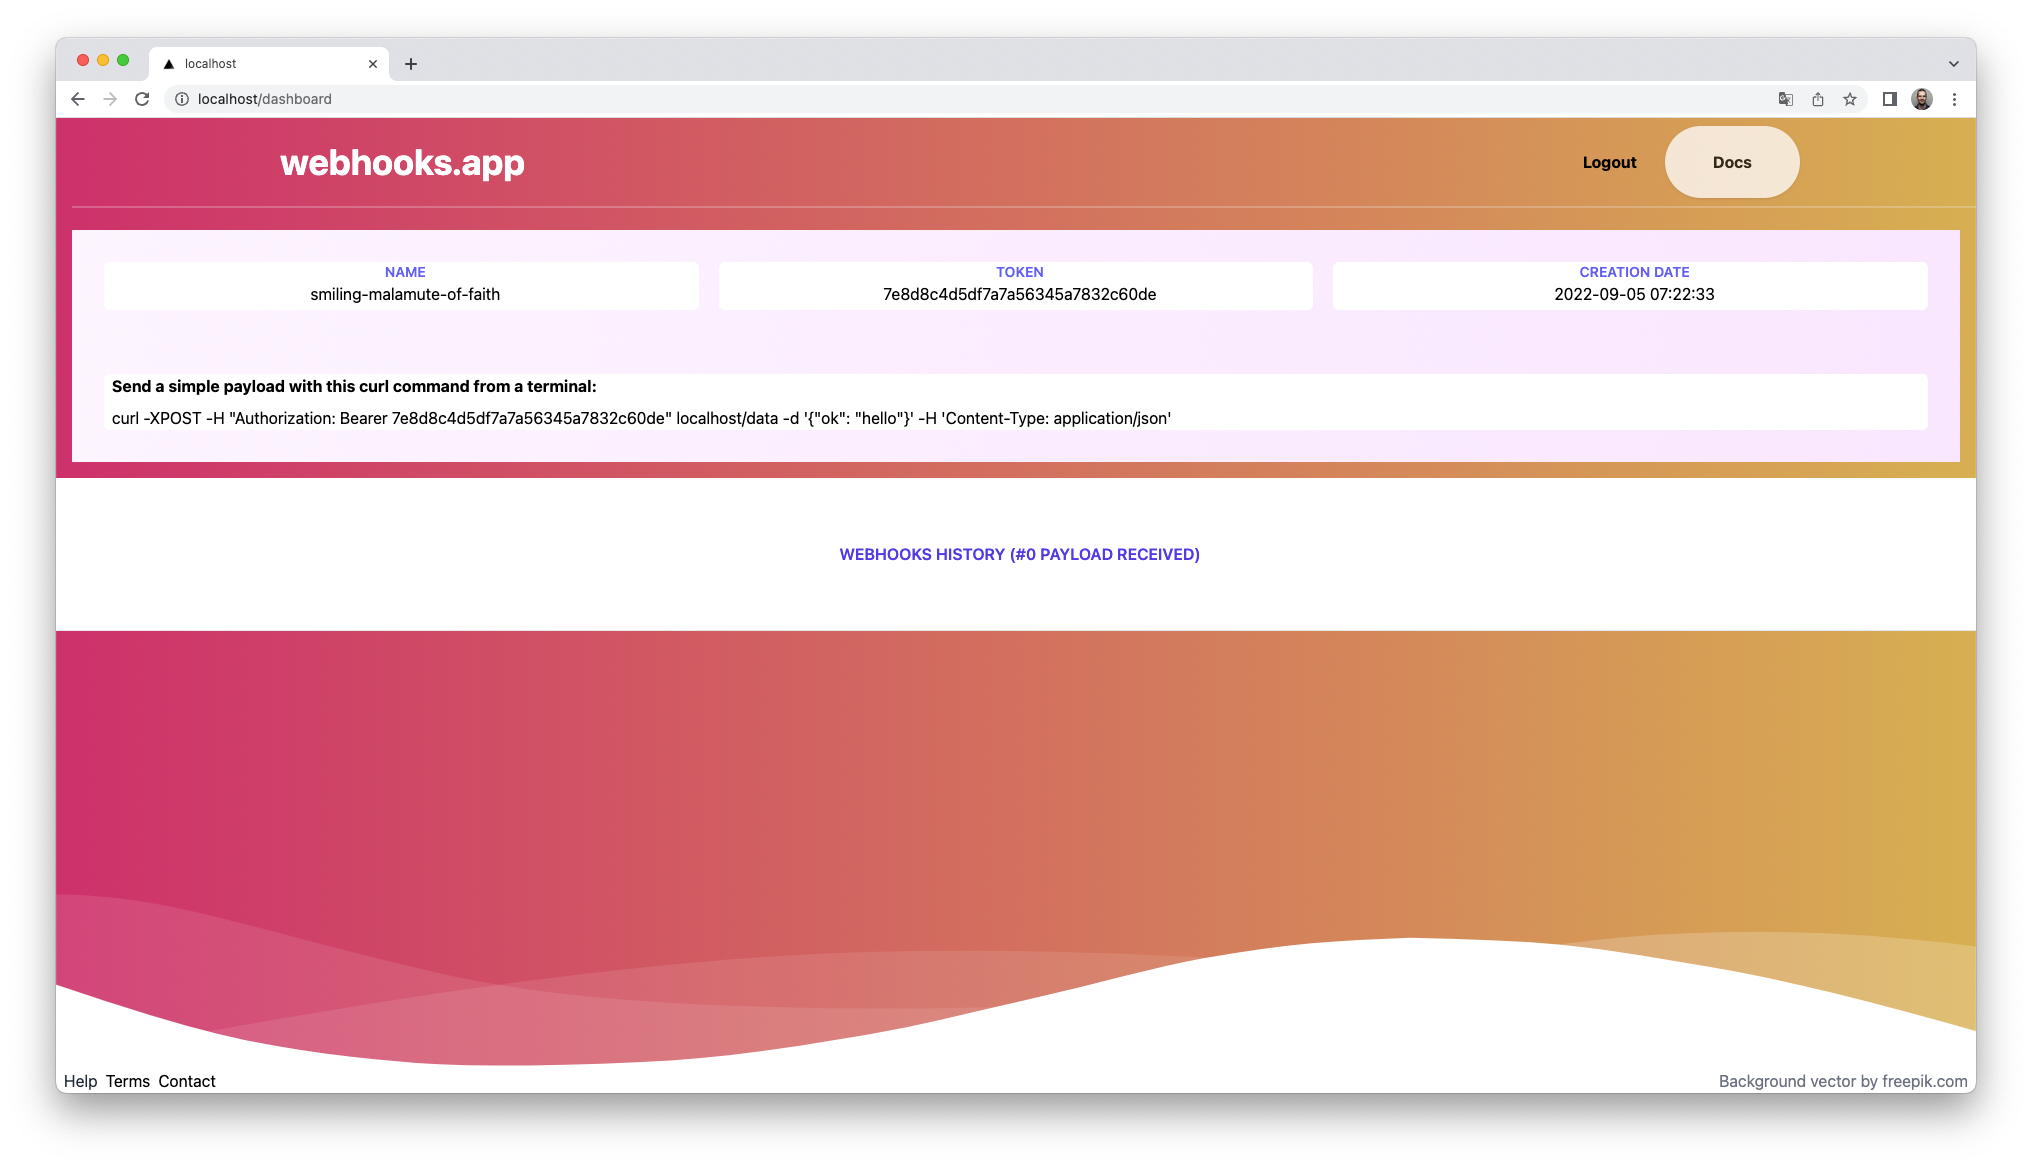 localhost
localhost/dashboard
webhooks.app
Logout
Docs
NAME
smiling-malamute-of-faith
TOKEN
7e8d8c4d5df7a7a56345a7832c60de
CREATION DATE
2022-09-05 07:22:33
Send a simple payload with this curl command from a terminal:
curl -XPOST -H "Authorization: Bearer 7e8d8c4d5df7a7a56345a7832c60de" localhost/data -d '{"ok": "hello"}' -H 'Content-Type: application/json'
WEBHOOKS HISTORY (#0 PAYLOAD RECEIVED)
Help Terms Contact
Background vector by freepik.com